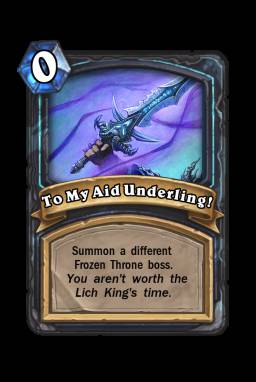 0
To My Aid Underling!
Summon a different
Frozen Throne boss.
You aren't worth the
Lich King's time.